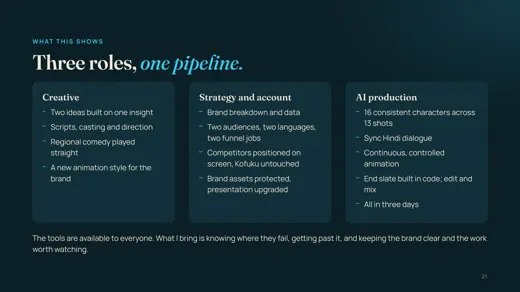 WHAT THIS SHOWS
Three roles, one pipeline.
Creative
- Two ideas built on one insight
- Scripts, casting and direction
- Regional comedy played
straight
- A new animation style for the
brand
Strategy and account
- Brand breakdown and data
- Two audiences, two languages,
two funnel jobs
- Competitors positioned on
screen, Kofuku untouched
- Brand assets protected,
presentation upgraded
AI production
- 16 consistent characters across
13 shots
- Sync Hindi dialogue
- Continuous, controlled
animation
- End slate built in code; edit and
mix
- All in three days
The tools are available to everyone. What I bring is knowing where they fail, getting past it, and keeping the brand clear and the work
worth watching.
21